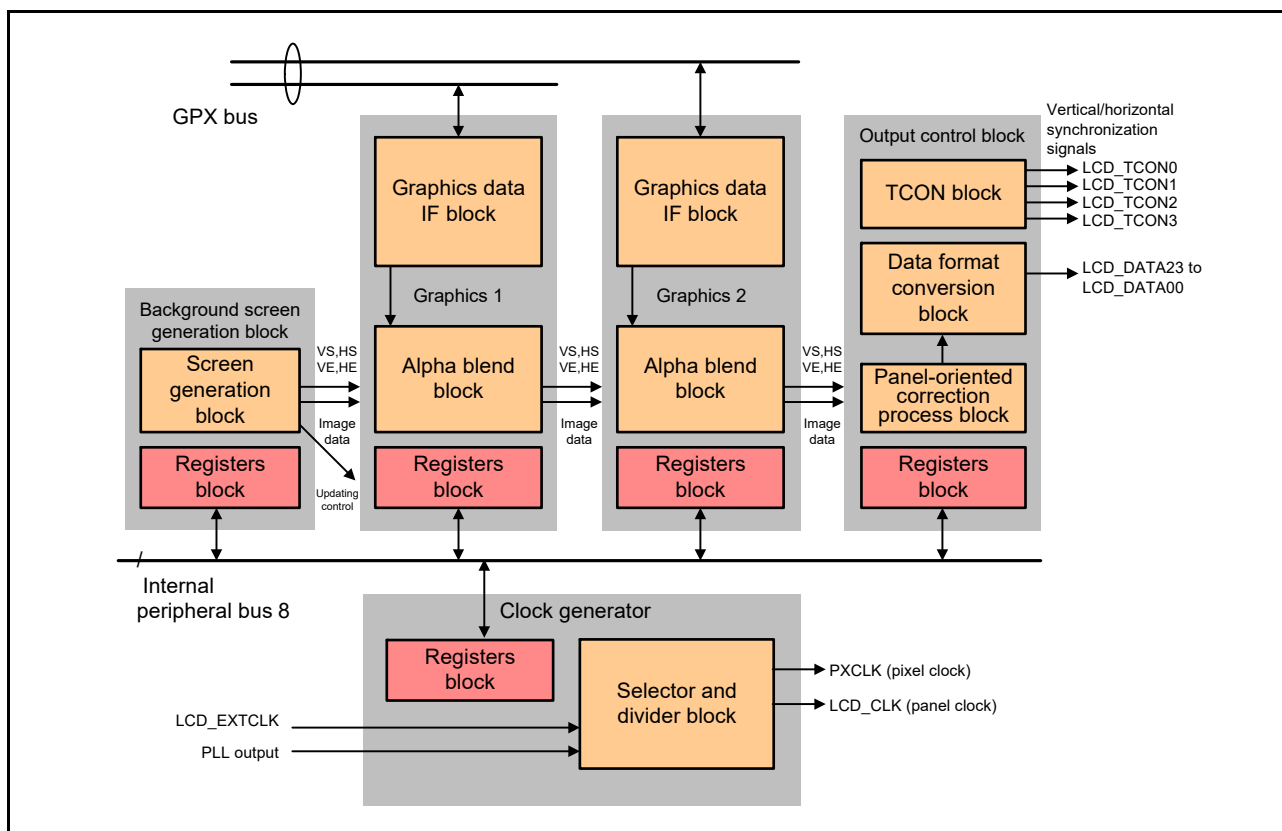 GPX bus
Graphics data
IF block
Graphics 1
Alpha blend
block
Registers
block
Graphics data
IF block
Graphics 2
Alpha blend
block
Registers
block
Output control block
TCON block
Data format
conversion
block
Panel-oriented
correction
process block
Registers
block
Vertical/horizontal
synchronization
signals
LCD_TCON0
LCD_TCON1
LCD_TCON2
LCD_TCON3
LCD_DATA23 to
LCD_DATA00
Background screen
generation block
Screen
generation
block
Registers
block
VS,HS
VE,HE
Image
data
Updating
control
VS,HS
VE,HE
Image
data
VS,HS
VE,HE
Image
data
Internal
peripheral bus 8
Clock generator
Registers
block
Selector and
divider block
LCD_EXTCLK
PLL output
PXCLK (pixel clock)
LCD_CLK (panel clock)